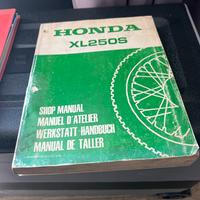 HONDA
XL250S
SHOP MANUAL
MANUEL D'ATELIER
WERKSTATT-HANDBUCH
MANUAL DE TALLER